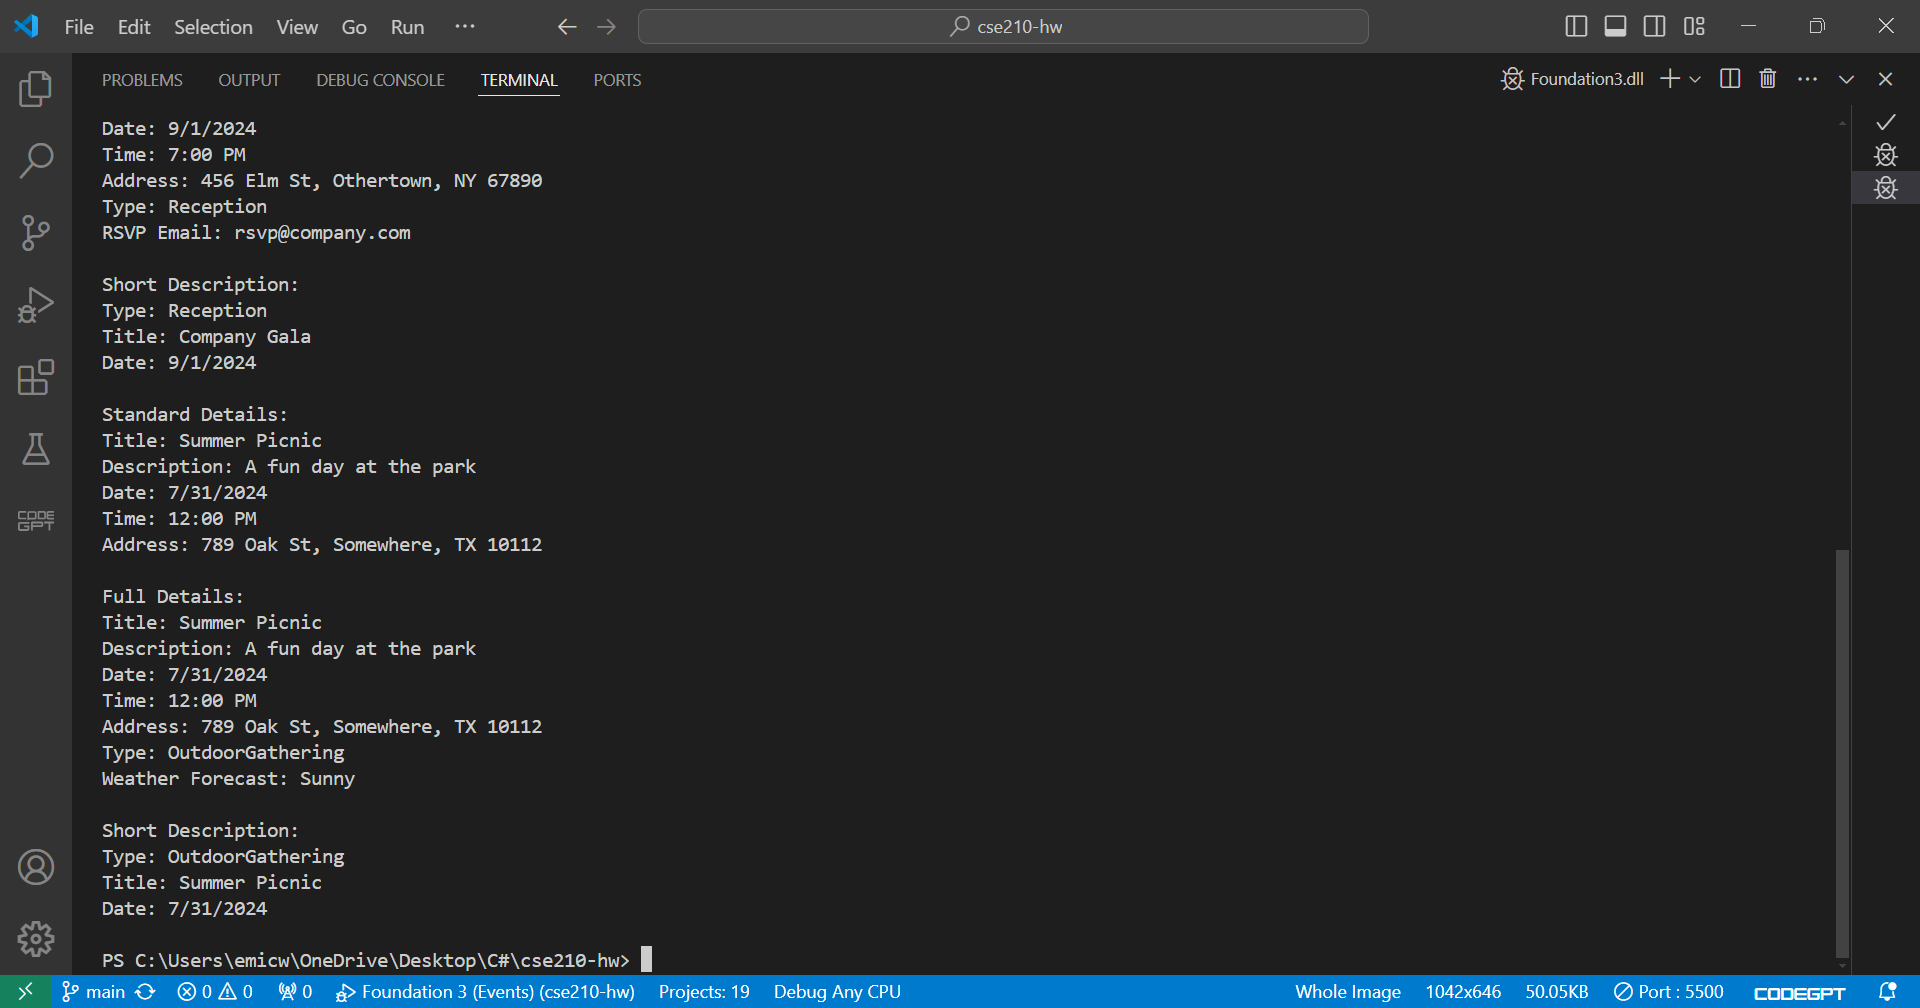 File Edit Selection View Go Run ... cse210-hw
PROBLEMS OUTPUT DEBUG CONSOLE TERMINAL PORTS Foundation3.dll
Date: 9/1/2024
Time: 7:00 PM
Address: 456 Elm St, Othertown, NY 67890
Type: Reception
RSVP Email: rsvp@company.com
Short Description:
Type: Reception
Title: Company Gala
Date: 9/1/2024
Standard Details:
Title: Summer Picnic
Description: A fun day at the park
Date: 7/31/2024
Time: 12:00 PM
Address: 789 Oak St, Somewhere, TX 10112
Full Details:
Title: Summer Picnic
Description: A fun day at the park
Date: 7/31/2024
Time: 12:00 PM
Address: 789 Oak St, Somewhere, TX 10112
Type: OutdoorGathering
Weather Forecast: Sunny
Short Description:
Type: OutdoorGathering
Title: Summer Picnic
Date: 7/31/2024
PS C:\Users\emicw\OneDrive\Desktop\C#\cse210-hw>
CODE
GPT
main 0 0 0 Foundation 3 (Events) (cse210-hw) Projects: 19 Debug Any CPU Whole Image 1042x646 50.05KB Port : 5500 CODEGPT